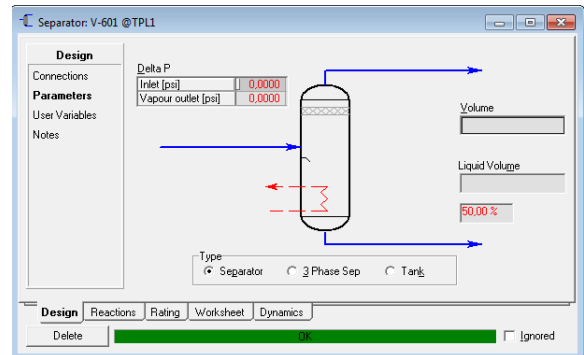 Separator: V-601 @TPL1
Design
Connections
Parameters
User Variables
Notes
Delta P
Inlet [psi] 0,0000
Vapour outlet [psi] 0,0000
Volume
Liquid Volume
50,00 %
Type
Separator 3 Phase Sep Tank
Design Reactions Rating Worksheet Dynamics
Delete OK Ignored